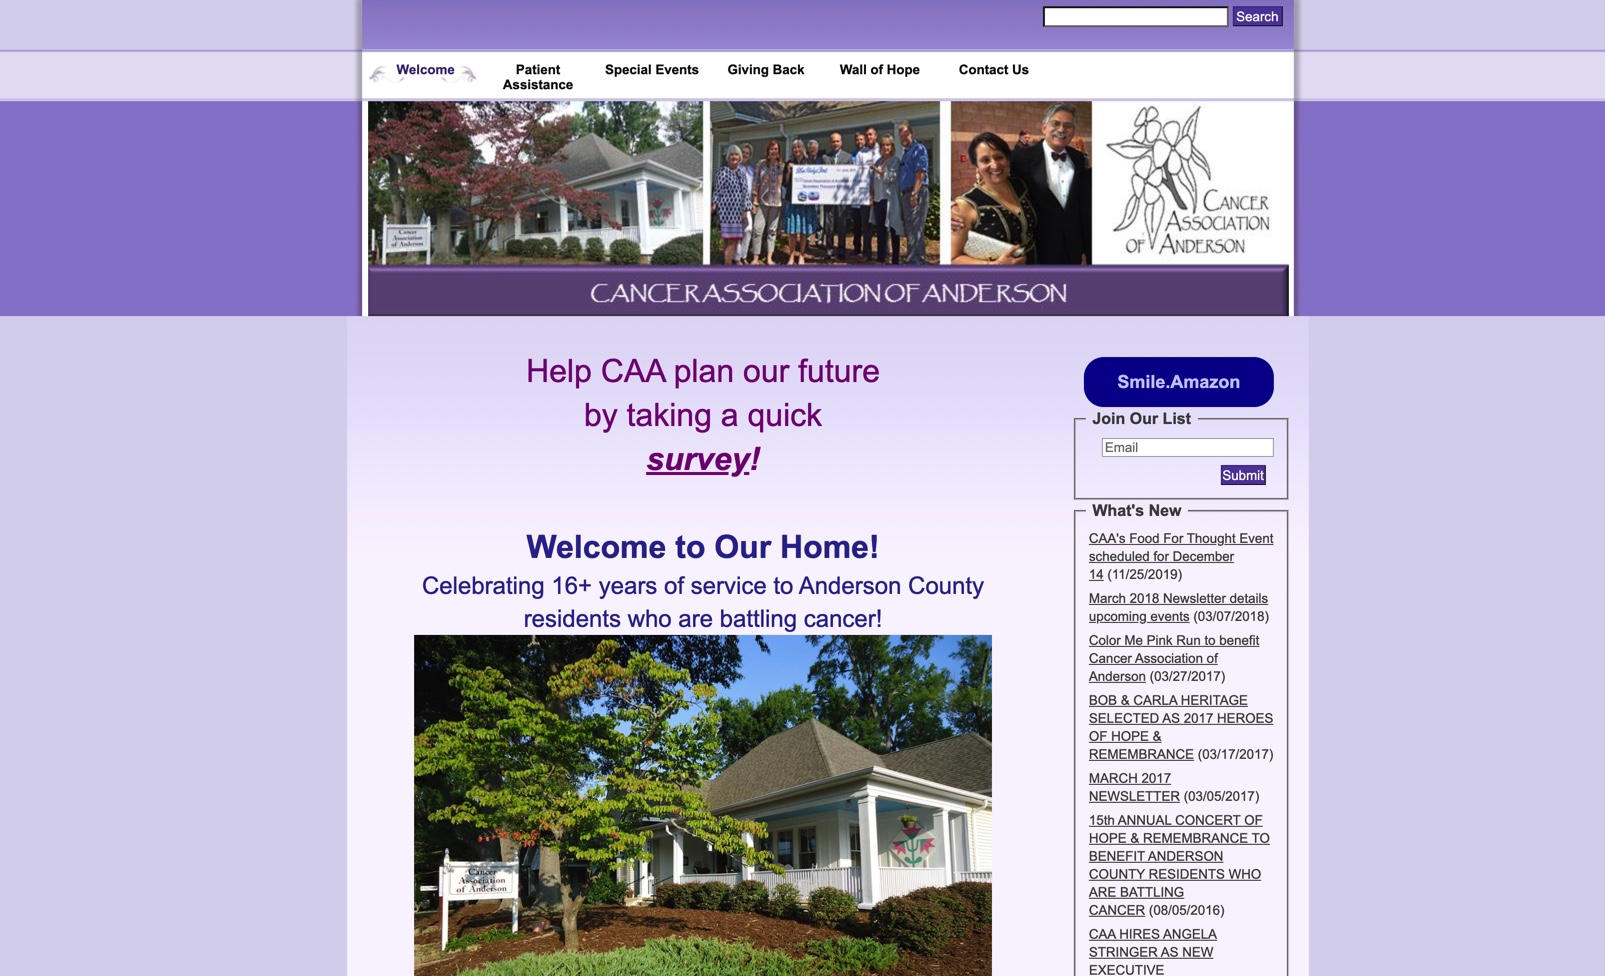 Search
Welcome
Patient
Assistance
Special Events
Giving Back
Wall of Hope
Contact Us
Cancer
Association
of Anderson
CANCER
ASSOCIATION
OF ANDERSON
CANCER ASSOCIATION OF ANDERSON
Help CAA plan our future
by taking a quick
survey!
Welcome to Our Home!
Celebrating 16+ years of service to Anderson County
residents who are battling cancer!
Cancer
Association
of Anderson
Smile.Amazon
Join Our List
Email
Submit
What's New
CAA's Food For Thought Event
scheduled for December
14 (11/25/2019)
March 2018 Newsletter details
upcoming events (03/07/2018)
Color Me Pink Run to benefit
Cancer Association of
Anderson (03/27/2017)
BOB & CARLA HERITAGE
SELECTED AS 2017 HEROES
OF HOPE &
REMEMBRANCE (03/17/2017)
MARCH 2017
NEWSLETTER (03/05/2017)
15th ANNUAL CONCERT OF
HOPE & REMEMBRANCE TO
BENEFIT ANDERSON
COUNTY RESIDENTS WHO
ARE BATTLING
CANCER (08/05/2016)
CAA HIRES ANGELA
STRINGER AS NEW
EXECUTIVE